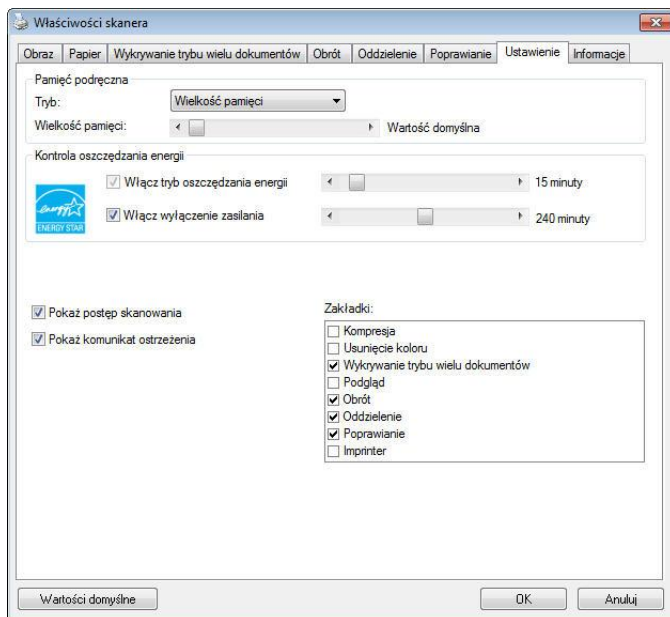 Właściwości skanera
Obraz Papier Wykrywanie trybu wielu dokumentów Obrót Oddzielenie Poprawianie Ustawienie Informacje
Pamięć podręczna
Tryb: Wielkość pamięci
Wielkość pamięci: Wartość domyślna
Kontrola oszczędzania energii
Włącz tryb oszczędzania energii 15 minuty
energy
ENERGY STAR
Włącz wyłączenie zasilania 240 minuty
Pokaż postęp skanowania
Pokaż komunikat ostrzeżenia
Zakładki:
Kompresja
Usunięcie koloru
Wykrywanie trybu wielu dokumentów
Podgląd
Obrót
Oddzielenie
Poprawianie
Imprinter
Wartości domyślne OK Anuluj